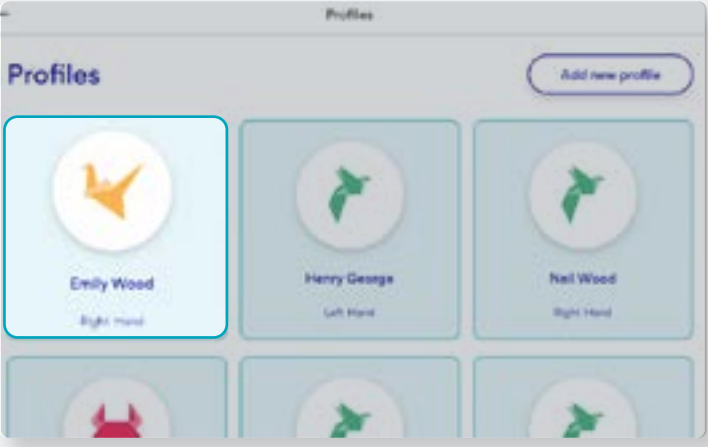 Profiles
Profiles
Add new profile
Emily Wood
Henry George
Neil Wood
Right Hand
Left Hand
Right Hand